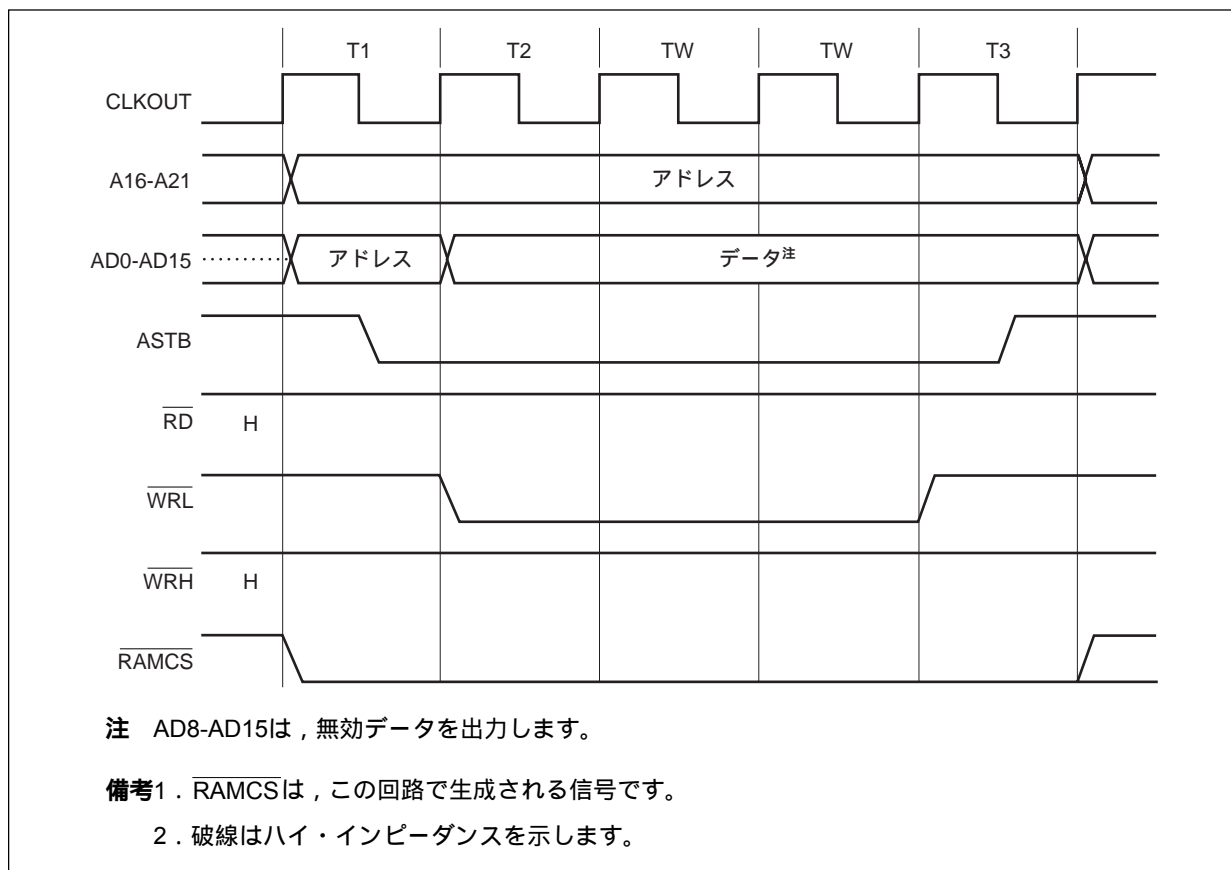 T1 T2 TW TW T3
CLKOUT
A16-A21 アドレス
AD0-AD15 アドレス データ注
ASTB
RD H
WRL
WRH H
RAMCS
注 AD8-AD15は，無効データを出力します。
備考1．RAMCSは，この回路で生成される信号です。
2．破線はハイ・インピーダンスを示します。